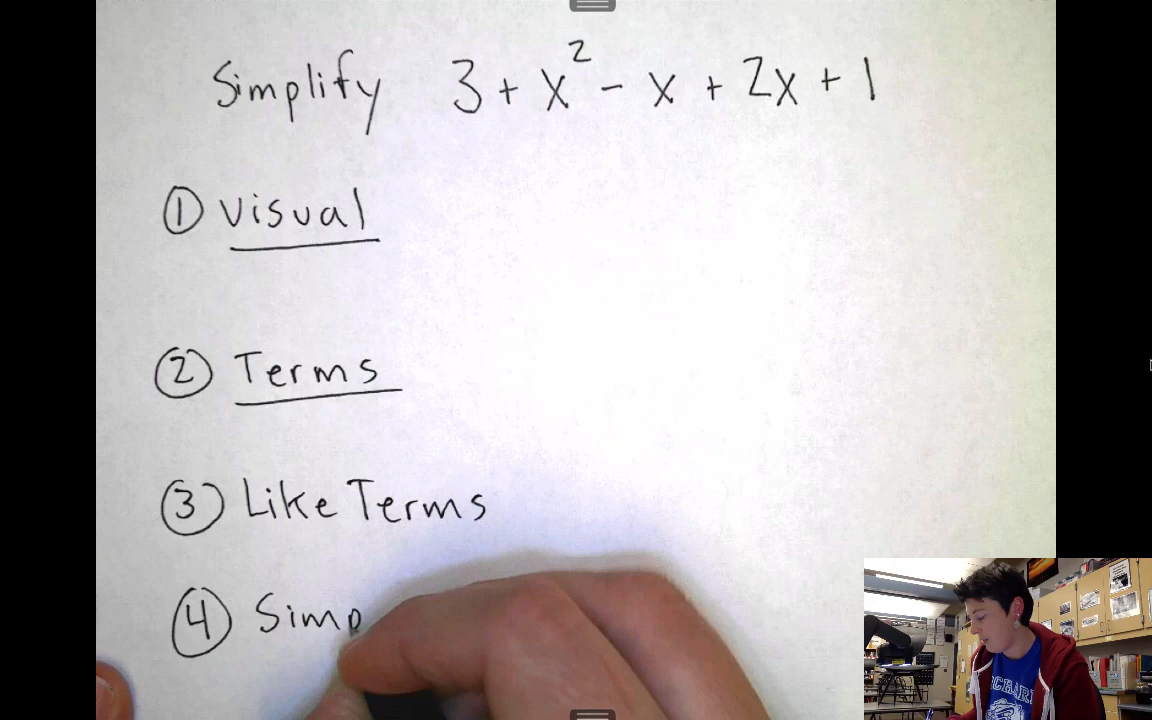 Simplify 3 + x² - x + 2x + 1
① Visual
② Terms
③ Like Terms
④ Simp